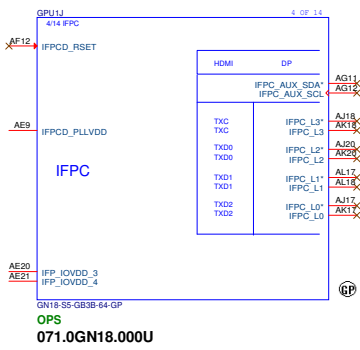 GPU1J
4 OF 14
4/14 IFPC
AF12
IFPCD_RSET
HDMI DP
AG11
IFPC_AUX_SDA*
AG12
IFPC_AUX_SCL
AJ18
TXC IFPC_L3*
AK18
TXC IFPC_L3
AE9
IFPCD_PLLVDD
AJ20
TXD0 IFPC_L2*
AK20
TXD0 IFPC_L2
IFPC
AL17
TXD1 IFPC_L1*
AL18
TXD1 IFPC_L1
AJ17
TXD2 IFPC_L0*
AK17
TXD2 IFPC_L0
AE20
IFP_IOVDD_3
AE21
IFP_IOVDD_4
GP
GN18-S5-GB3B-64-GP
OPS
071.0GN18.000U